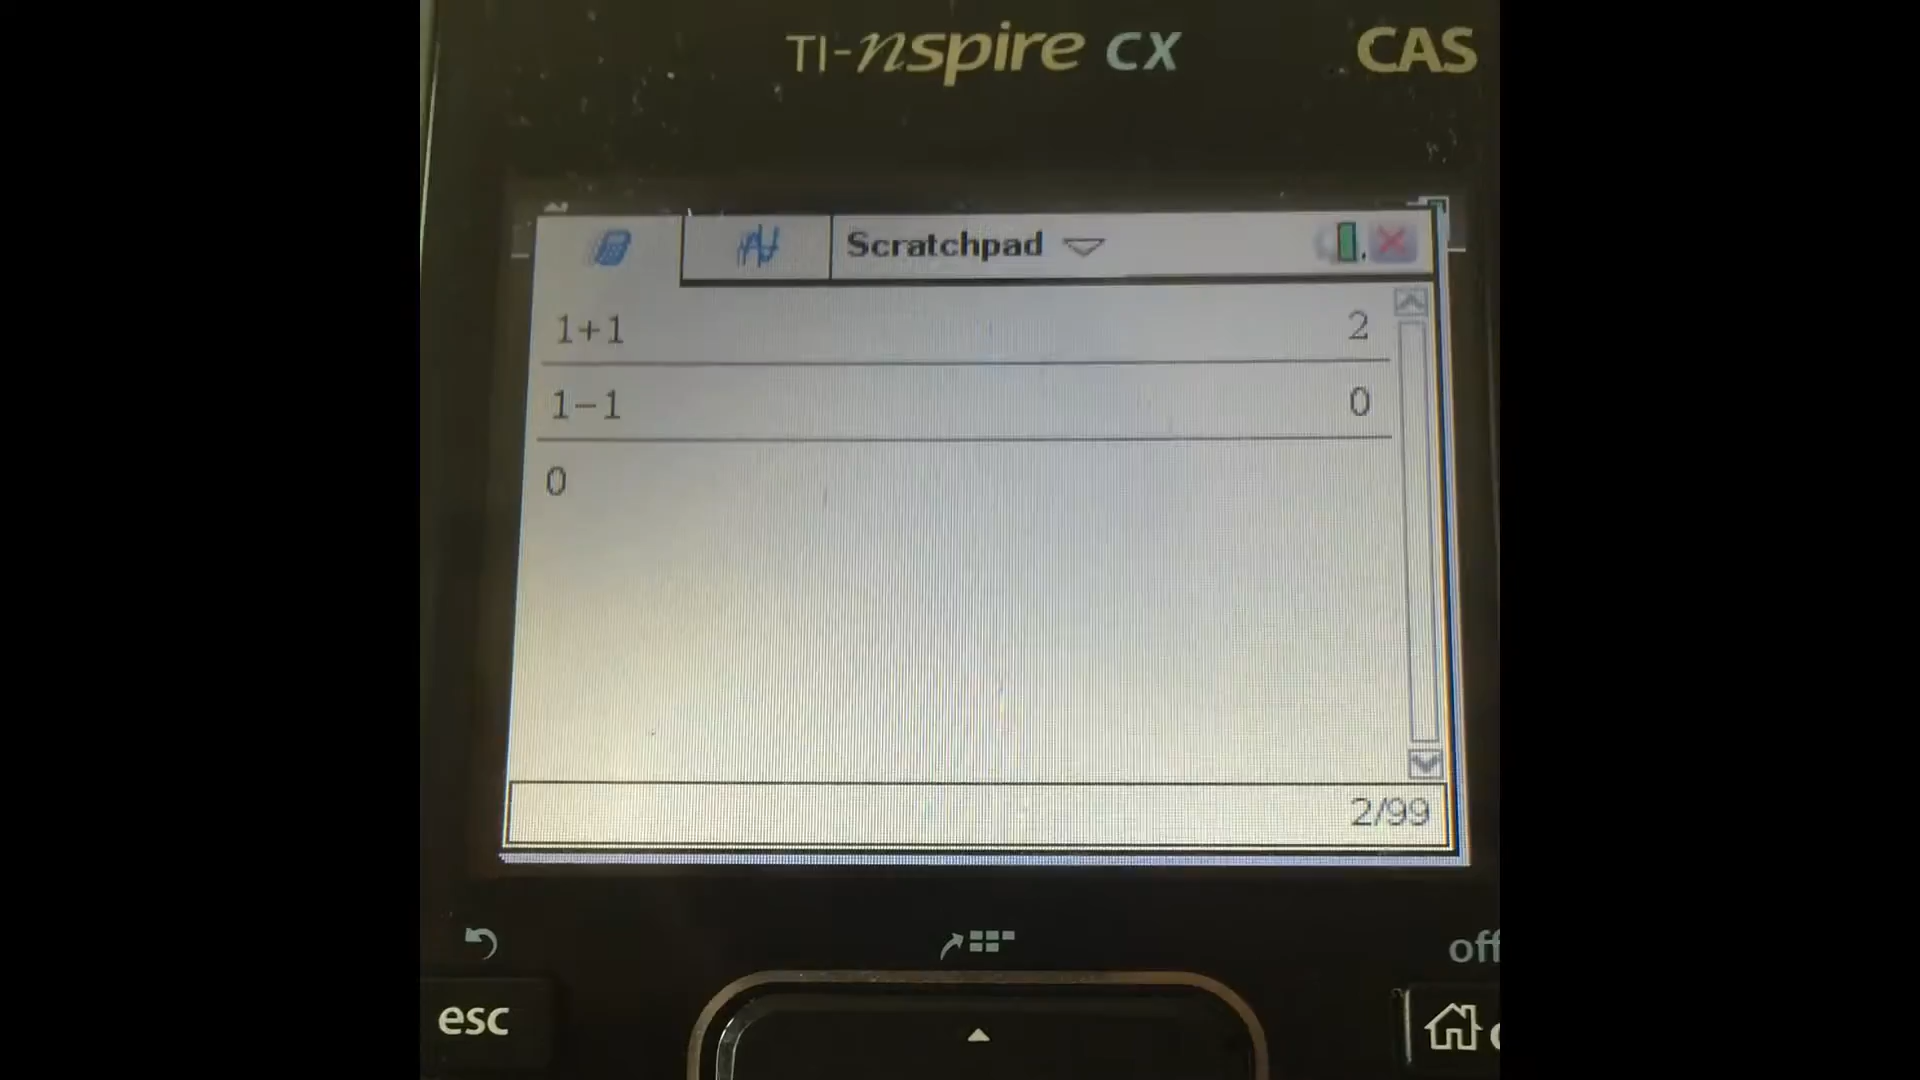 TI-nspire CX CAS
Scratchpad
1+1 2
1−1 0
0
2/99
off
esc